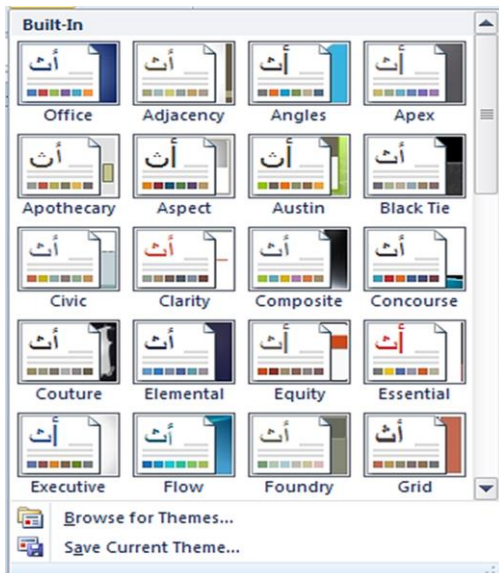 Built-In
أث أث أث أث
Office Adjacency Angles Apex
أث أث أث أث
Apothecary Aspect Austin Black Tie
أث أث أث أث
Civic Clarity Composite Concourse
أث أث أث أث
Couture Elemental Equity Essential
أث أث أث أث
Executive Flow Foundry Grid
Browse for Themes...
Save Current Theme...